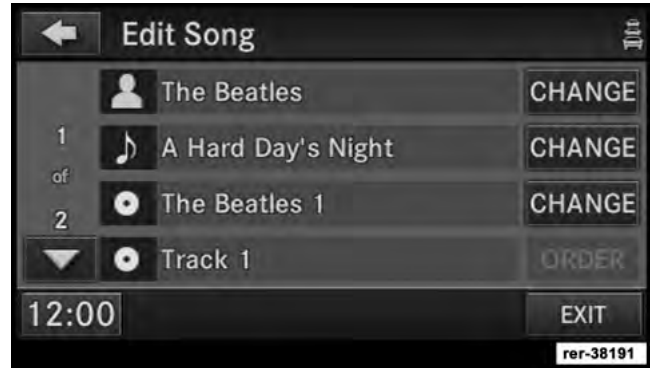 Edit Song
The Beatles CHANGE
1
of
2
A Hard Day's Night CHANGE
The Beatles 1 CHANGE
Track 1 ORDER
12:00 EXIT
rer-38191